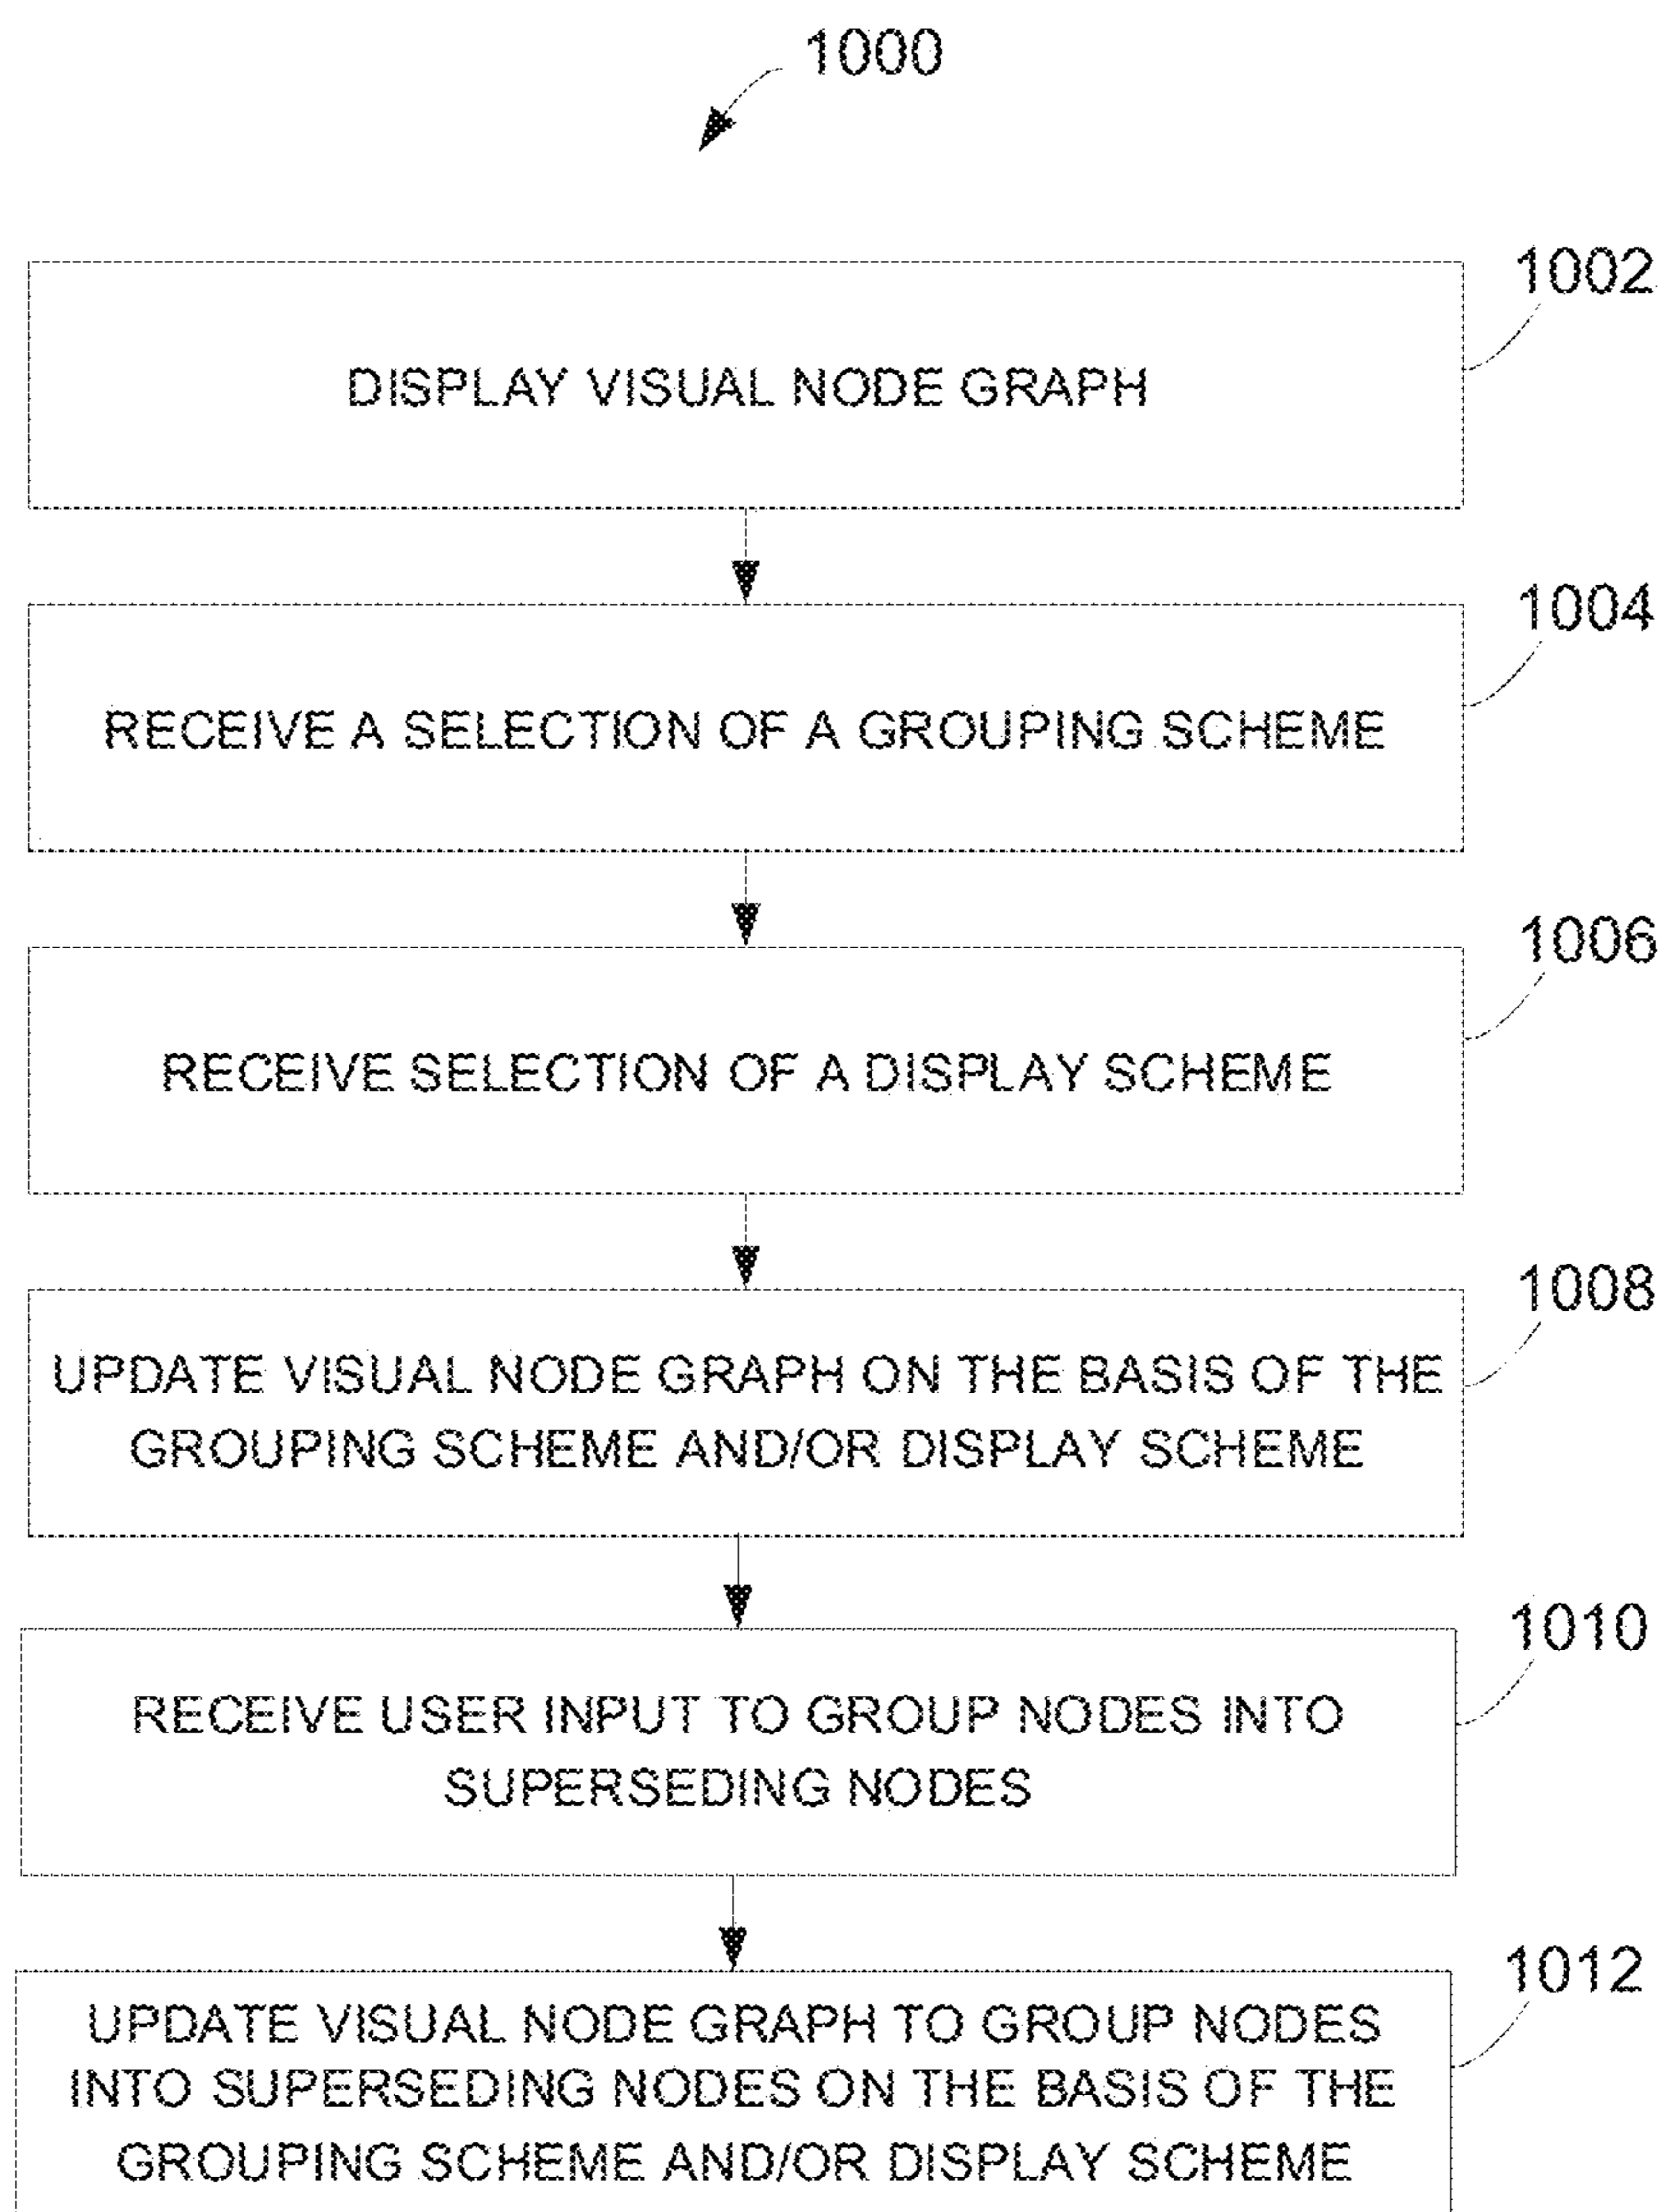 1000
1002
DISPLAY VISUAL NODE GRAPH
1004
RECEIVE A SELECTION OF A GROUPING SCHEME
1006
RECEIVE SELECTION OF A DISPLAY SCHEME
1008
UPDATE VISUAL NODE GRAPH ON THE BASIS OF THE
GROUPING SCHEME AND/OR DISPLAY SCHEME
1010
RECEIVE USER INPUT TO GROUP NODES INTO
SUPERSEDING NODES
1012
UPDATE VISUAL NODE GRAPH TO GROUP NODES
INTO SUPERSEDING NODES ON THE BASIS OF THE
GROUPING SCHEME AND/OR DISPLAY SCHEME